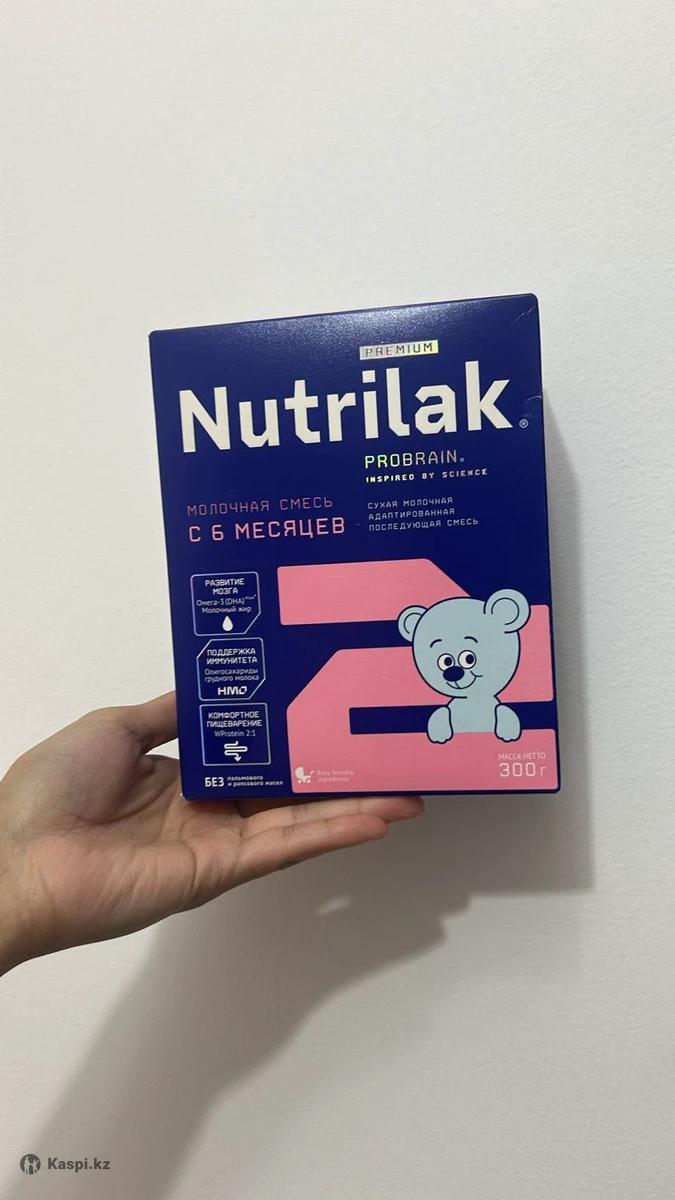 PREMIUM
Nutrilak®
PROBRAIN®
INSPIRED BY SCIENCE
МОЛОЧНАЯ СМЕСЬ
С 6 МЕСЯЦЕВ
СУХАЯ МОЛОЧНАЯ
АДАПТИРОВАННАЯ
ПОСЛЕДУЮЩАЯ СМЕСЬ
РАЗВИТИЕ
МОЗГА
Омега-3 (DHA)max*
Молочный жир
ПОДДЕРЖКА
ИММУНИТЕТА
Олигосахариды
грудного молока
HMO
КОМФОРТНОЕ
ПИЩЕВАРЕНИЕ
WProtein 2:1
2
БЕЗ пальмового
и рапсового масел
Baby friendly
ingredients
МАССА НЕТТО
300 г
Kaspi.kz